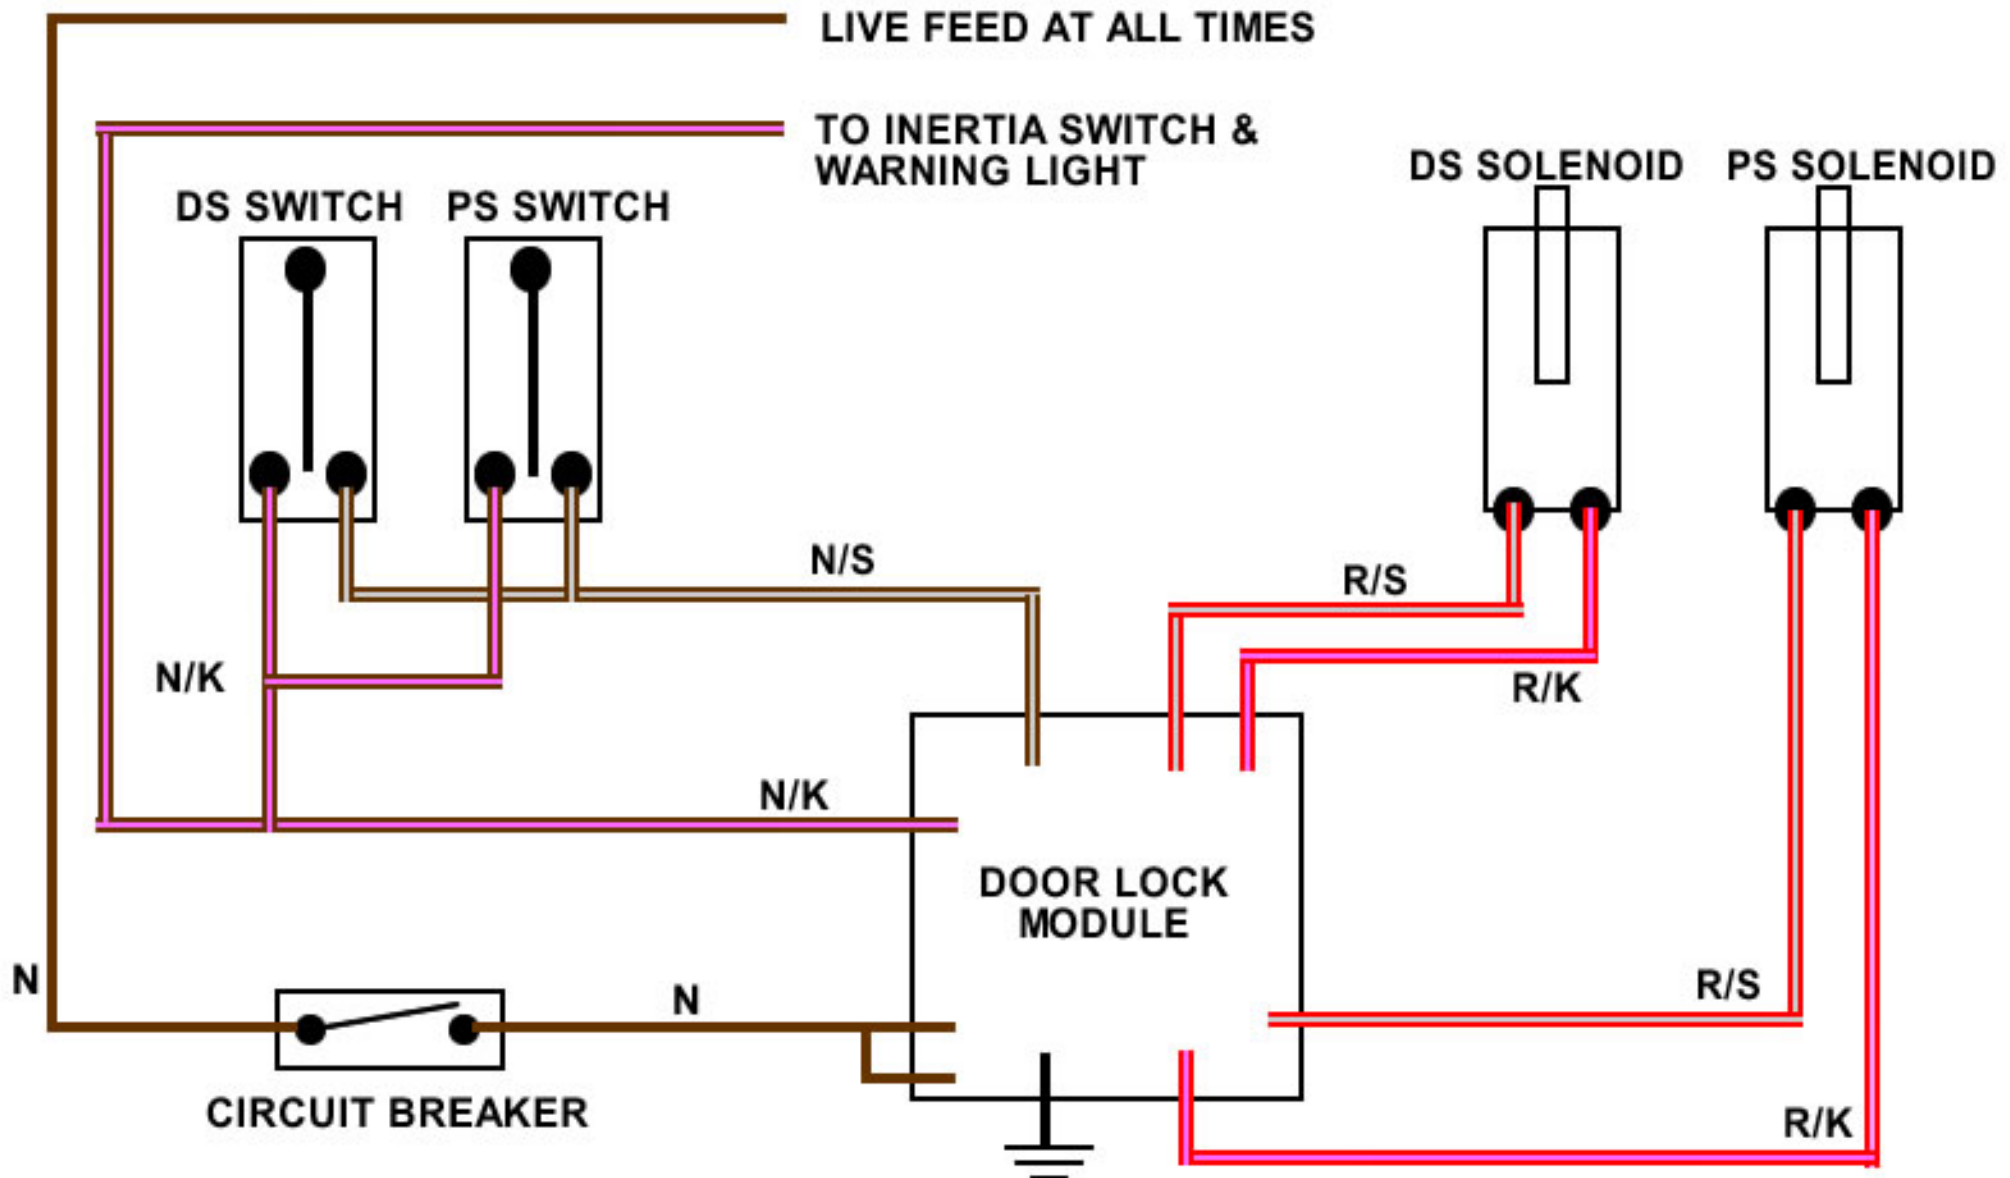 LIVE FEED AT ALL TIMES
TO INERTIA SWITCH &
WARNING LIGHT
DS SOLENOID
PS SOLENOID
DS SWITCH
PS SWITCH
N/S
R/S
N/K
R/K
N/K
DOOR LOCK
MODULE
N
N
R/S
CIRCUIT BREAKER
R/K